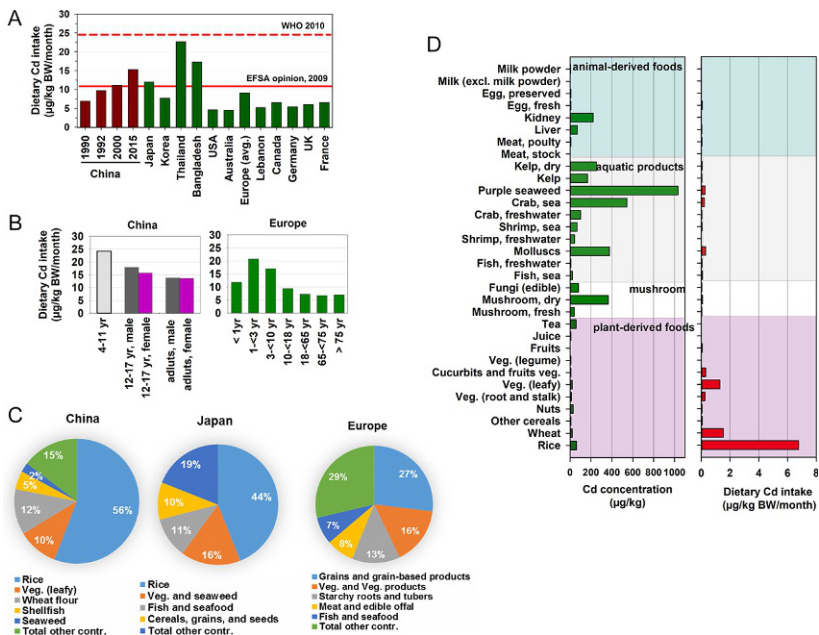 A
Dietary Cd intake
(µg/kg BW/month)
30
25
20
15
10
5
0
WHO 2010
EFSA opinion, 2009
1990
1992
2000
2015
Japan
Korea
Thailand
Bangladesh
USA
Australia
Europe (avg.)
Lebanon
Canada
Germany
UK
France
China
B
China
Europe
Dietary Cd intake
(µg/kg BW/month)
30
25
20
15
10
5
0
4-11 yr
12-17 yr, male
12-17 yr, female
adluts, male
adluts, female
30
25
20
15
10
5
0
< 1yr
1-<3 yr
3-<10 yr
10-<18 yr
18-<65 yr
65-<75 yr
> 75 yr
C
China
15%
2%
5%
12%
10%
56%
Rice
Veg. (leafy)
Wheat flour
Shellfish
Seaweed
Total other contr.
Japan
19%
10%
11%
16%
44%
Rice
Veg. and seaweed
Fish and seafood
Cereals, grains, and seeds
Total other contr.
Europe
29%
7%
8%
13%
16%
27%
Grains and grain-based products
Veg. and Veg. products
Starchy roots and tubers
Meat and edible offal
Fish and seafood
Total other contr.
D
Milk powder
Milk (excl. milk powder)
Egg, preserved
Egg, fresh
Kidney
Liver
Meat, poulty
Meat, stock
Kelp, dry
Kelp
Purple seaweed
Crab, sea
Crab, freshwater
Shrimp, sea
Shrimp, freshwater
Molluscs
Fish, freshwater
Fish, sea
Fungi (edible)
Mushroom, dry
Mushroom, fresh
Tea
Juice
Fruits
Veg. (legume)
Cucurbits and fruits veg.
Veg. (leafy)
Veg. (root and stalk)
Nuts
Other cereals
Wheat
Rice
animal-derived foods
aquatic products
mushroom
plant-derived foods
0 200 400 600 800 1000
Cd concentration
(µg/kg)
0 2 4 6 8
Dietary Cd intake
(µg/kg BW/month)